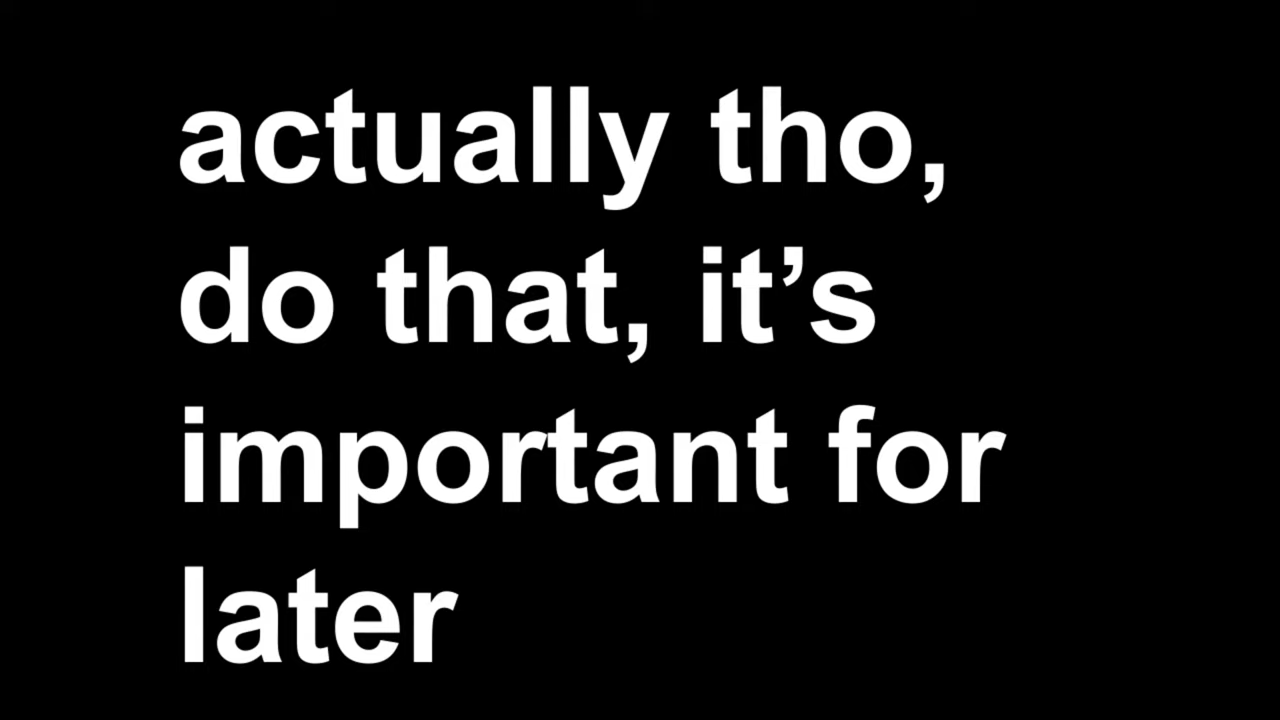 actually tho,
do that, it’s
important for
later